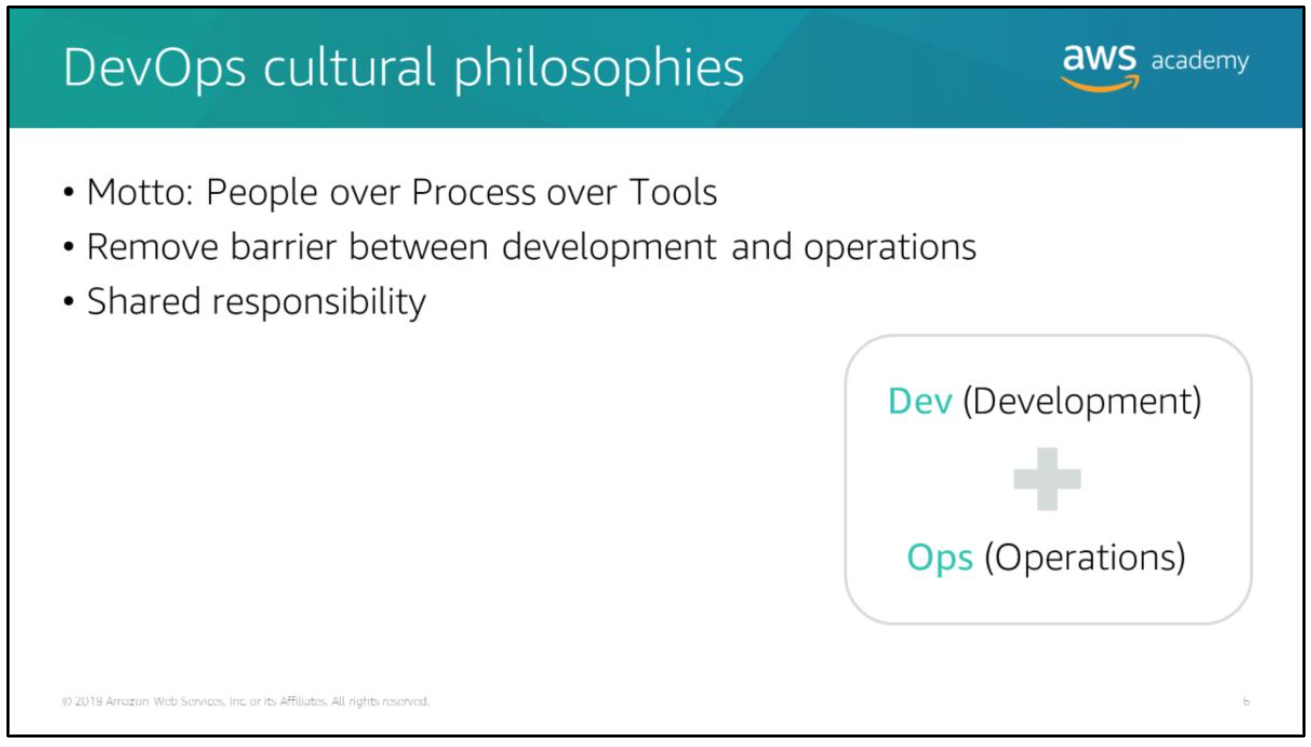 DevOps cultural philosophies
aws academy
• Motto: People over Process over Tools
• Remove barrier between development and operations
• Shared responsibility
Dev (Development)
Ops (Operations)
© 2019 Amazon Web Services, Inc. or its Affiliates. All rights reserved.
6